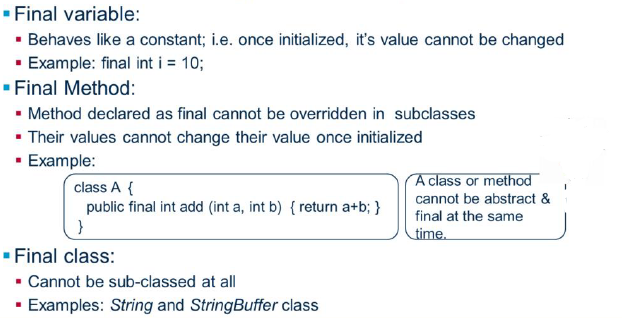 Final variable:
Behaves like a constant; i.e. once initialized, it's value cannot be changed
Example: final int i = 10;
Final Method:
Method declared as final cannot be overridden in subclasses
Their values cannot change their value once initialized
Example:
class A {
public final int add (int a, int b) { return a+b; }
}
A class or method
cannot be abstract &
final at the same
time.
Final class:
Cannot be sub-classed at all
Examples: String and StringBuffer class